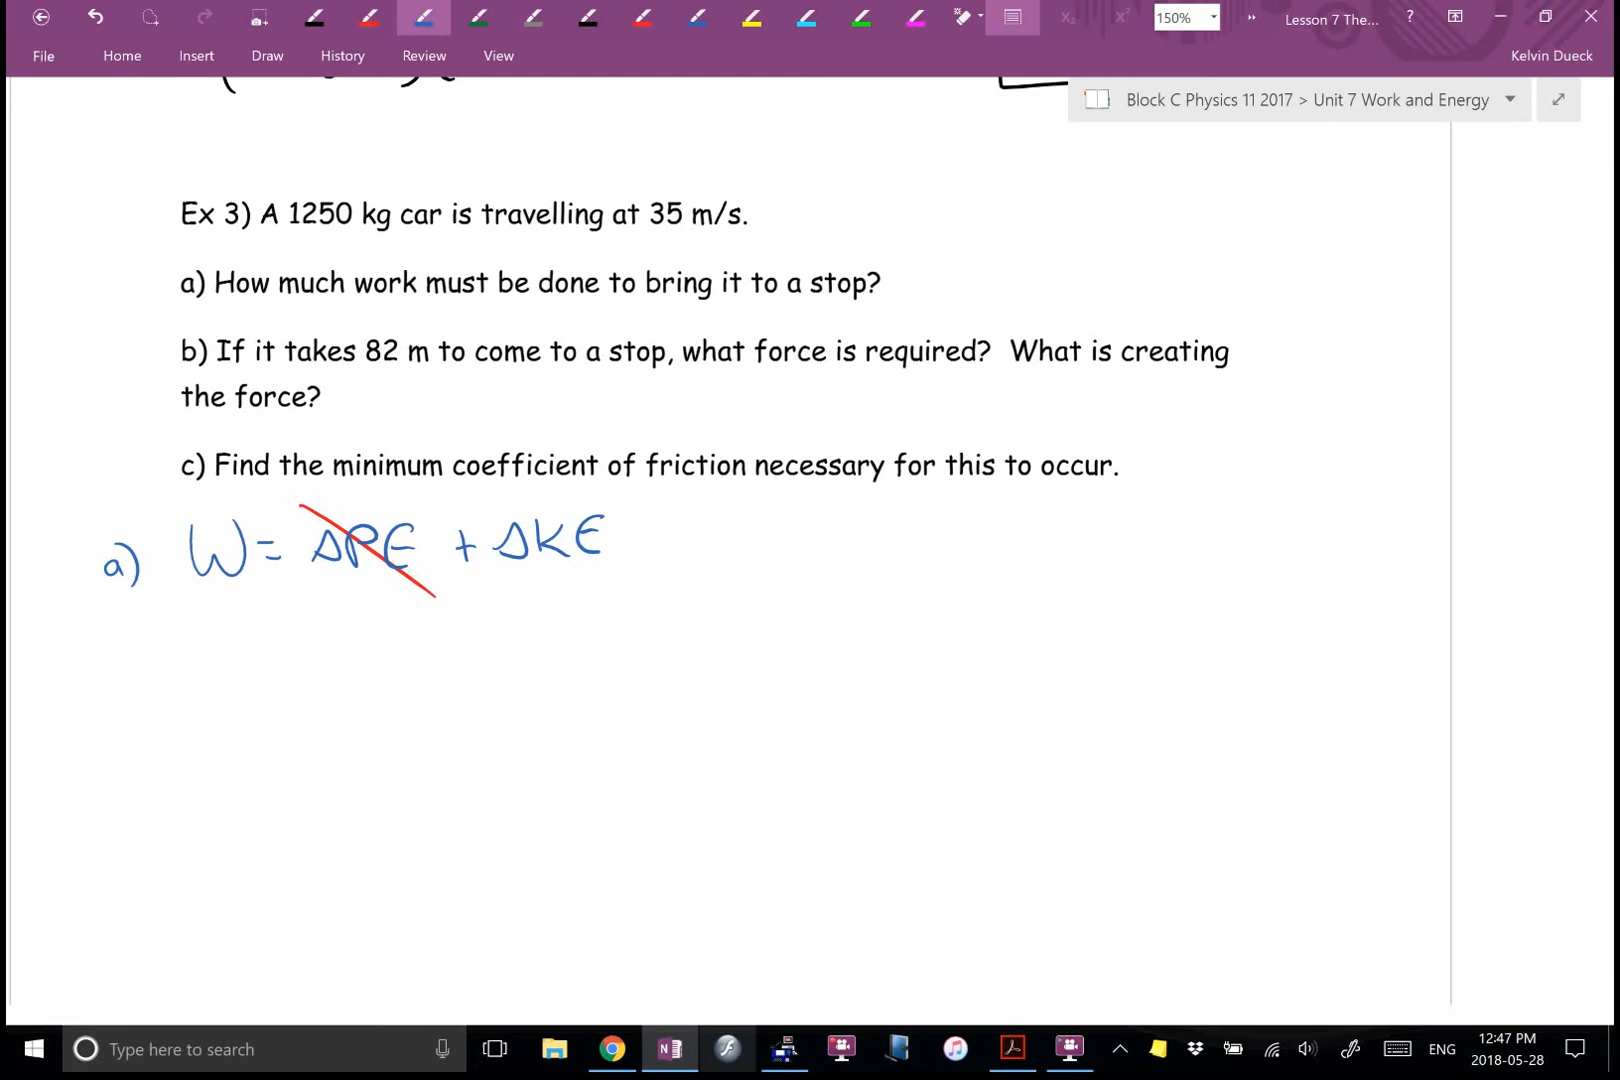 150%
Lesson 7 The...
?
File
Home
Insert
Draw
History
Review
View
Kelvin Dueck
Block C Physics 11 2017 > Unit 7 Work and Energy
Ex 3) A 1250 kg car is travelling at 35 m/s.
a) How much work must be done to bring it to a stop?
b) If it takes 82 m to come to a stop, what force is required? What is creating
the force?
c) Find the minimum coefficient of friction necessary for this to occur.
a) W = ΔPE + ΔKE
Type here to search
ENG
12:47 PM
2018-05-28